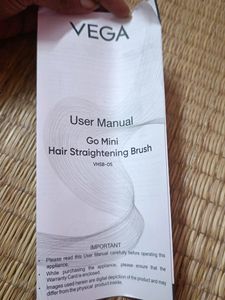 VEGA
User Manual
Go Mini
Hair Straightening Brush
VHSB-05
IMPORTANT
• Please read this User Manual carefully before operating this
appliance.
• While purchasing the appliance, please ensure that the
Warranty Card is enclosed.
• Images used herein are digital depiction of the product and may
differ from the physical product inside.